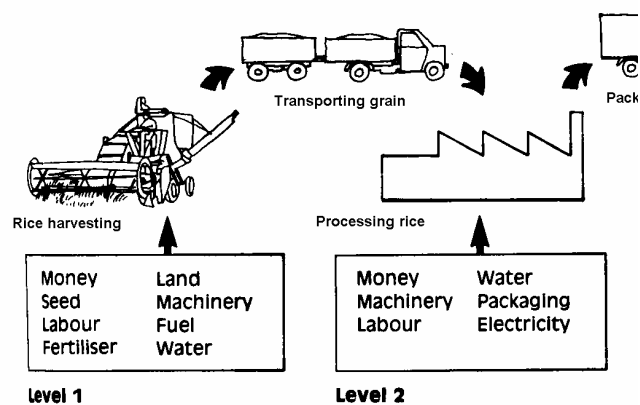 Transporting grain
Pack
Rice harvesting
Processing rice
Money Land
Seed Machinery
Labour Fuel
Fertiliser Water
Money Water
Machinery Packaging
Labour Electricity
Level 1
Level 2